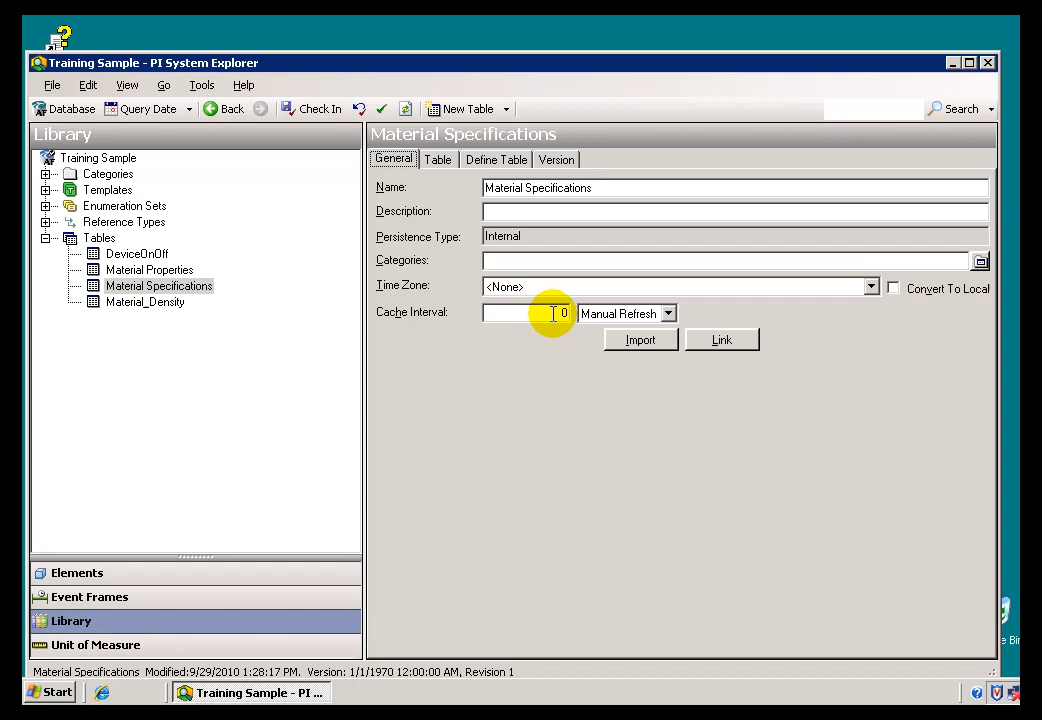 Training Sample - PI System Explorer
File Edit View Go Tools Help
Database Query Date Back Check In New Table Search
Library
Training Sample
Categories
Templates
Enumeration Sets
Reference Types
Tables
DeviceOnOff
Material Properties
Material Specifications
Material_Density
Elements
Event Frames
Library
Unit of Measure
Material Specifications
General Table Define Table Version
Name: Material Specifications
Description:
Persistence Type: Internal
Categories:
Time Zone: <None> Convert To Local
Cache Interval: 0 Manual Refresh
Import Link
Material Specifications Modified:9/29/2010 1:28:17 PM. Version: 1/1/1970 12:00:00 AM, Revision 1
e Bin
Start Training Sample - PI ...